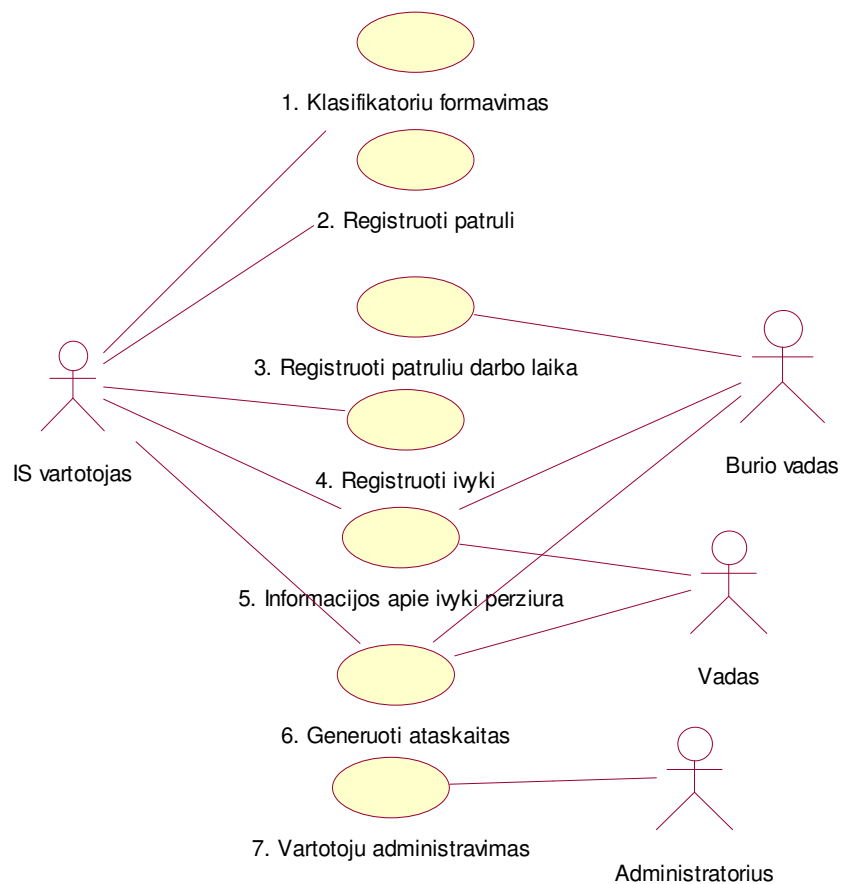 1. Klasifikatoriu formavimas
2. Registruoti patruli
3. Registruoti patruliu darbo laika
IS vartotojas
Burio vadas
4. Registruoti ivyki
5. Informacijos apie ivyki perziura
Vadas
6. Generuoti ataskaitas
7. Vartotoju administravimas
Administratorius